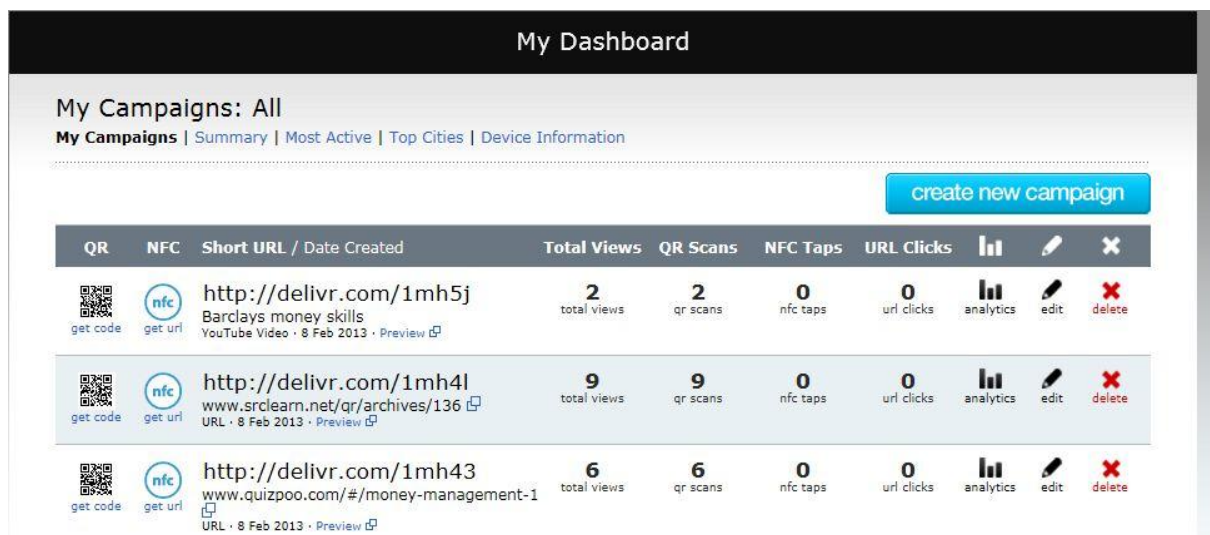 My Dashboard
My Campaigns: All
My Campaigns | Summary | Most Active | Top Cities | Device Information
create new campaign
QR NFC Short URL / Date Created Total Views QR Scans NFC Taps URL Clicks
http://delivr.com/1mh5j 2 2 0 0
nfc
Barclays money skills total views qr scans nfc taps url clicks analytics edit delete
get code get url YouTube Video · 8 Feb 2013 · Preview
http://delivr.com/1mh4l 9 9 0 0
nfc
www.srclearn.net/qr/archives/136 total views qr scans nfc taps url clicks analytics edit delete
get code get url URL · 8 Feb 2013 · Preview
http://delivr.com/1mh43 6 6 0 0
nfc
www.quizpoo.com/#/money-management-1 total views qr scans nfc taps url clicks analytics edit delete
get code get url
URL · 8 Feb 2013 · Preview